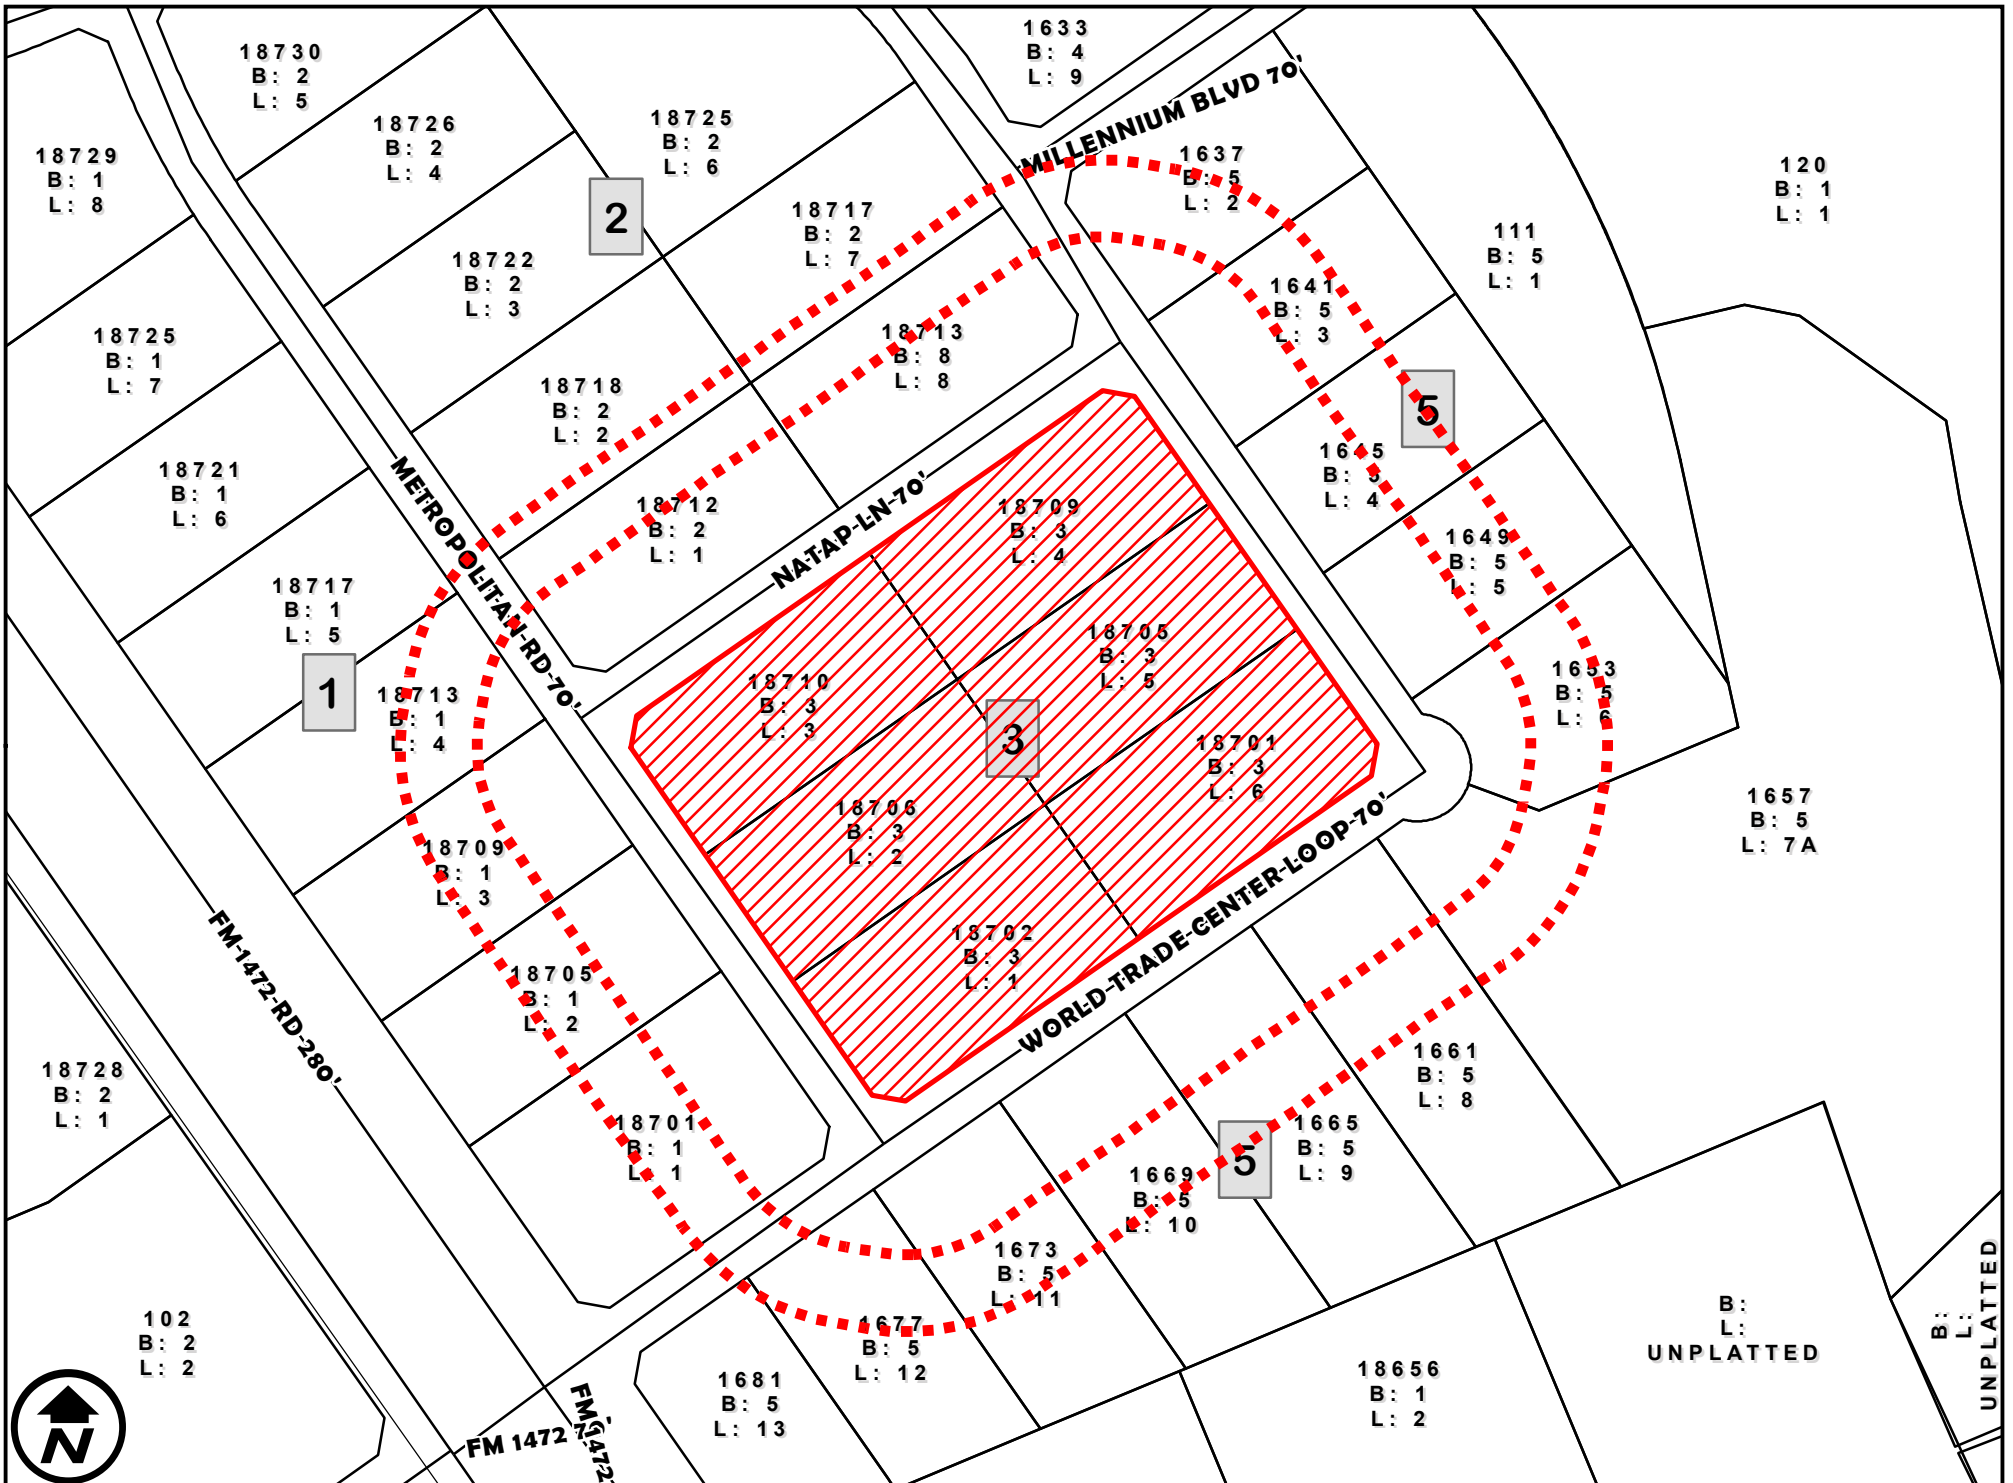 18730
B: 2
L: 5
1633
B: 4
L: 9
MILLENNIUM BLVD 70'
18726
B: 2
L: 4
18725
B: 2
L: 6
18729
B: 1
L: 8
1637
B: 5
L: 2
120
B: 1
L: 1
2
18717
B: 2
L: 7
111
B: 5
L: 1
18722
B: 2
L: 3
1641
B: 5
L: 3
18725
B: 1
L: 7
18713
B: 8
L: 8
18718
B: 2
L: 2
5
1645
B: 5
L: 4
18721
B: 1
L: 6
METROPOLITAN-RD-70'
18712
B: 2
L: 1
NATAP-LN-70'
18709
B: 3
L: 4
1649
B: 5
L: 5
18717
B: 1
L: 5
18705
B: 3
L: 5
1
18713
B: 1
L: 4
18710
B: 3
L: 3
3
1653
B: 5
L: 6
18701
B: 3
L: 6
18706
B: 3
L: 2
1657
B: 5
L: 7A
18709
B: 1
L: 3
WORLD-TRADE-CENTER-LOOP-70'
18702
B: 3
L: 1
FM-1472-RD-280'
18705
B: 1
L: 2
18728
B: 2
L: 1
1661
B: 5
L: 8
18701
B: 1
L: 1
5
1665
B: 5
L: 9
1669
B: 5
L: 10
1673
B: 5
L: 11
102
B: 2
L: 2
1677
B: 5
L: 12
B:
L:
UNPLATTED
B:
L:
UNPLATTED
1681
B: 5
L: 13
18656
B: 1
L: 2
FM 1472
N